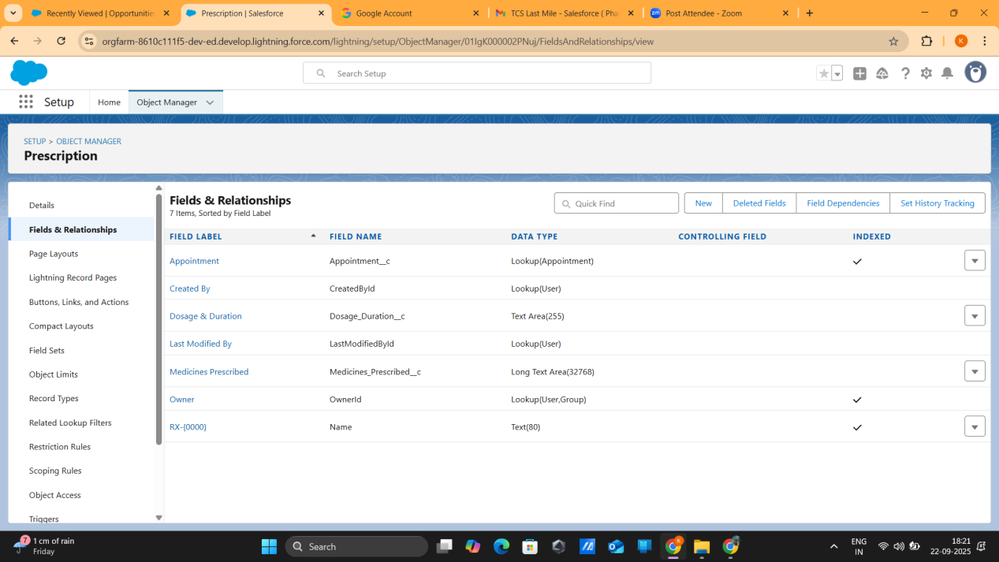 Recently Viewed | Opportunitie
Prescription | Salesforce
Google Account
TCS Last Mile - Salesforce ( Pha
Post Attendee - Zoom
orgfarm-8610c111f5-dev-ed.develop.lightning.force.com/lightning/setup/ObjectManager/01IgK000002PNuj/FieldsAndRelationships/view
K
Search Setup
Setup
Home
Object Manager
SETUP > OBJECT MANAGER
Prescription
Details
Fields & Relationships
Page Layouts
Lightning Record Pages
Buttons, Links, and Actions
Compact Layouts
Field Sets
Object Limits
Record Types
Related Lookup Filters
Restriction Rules
Scoping Rules
Object Access
Triggers
Fields & Relationships
7 Items, Sorted by Field Label
Quick Find
New
Deleted Fields
Field Dependencies
Set History Tracking
FIELD LABEL FIELD NAME DATA TYPE CONTROLLING FIELD INDEXED
Appointment Appointment__c Lookup(Appointment)
Created By CreatedById Lookup(User)
Dosage & Duration Dosage_Duration__c Text Area(255)
Last Modified By LastModifiedById Lookup(User)
Medicines Prescribed Medicines_Prescribed__c Long Text Area(32768)
Owner OwnerId Lookup(User,Group)
RX-{0000} Name Text(80)
7
1 cm of rain
Friday
Search
K
ENG
IN
18:21
22-09-2025